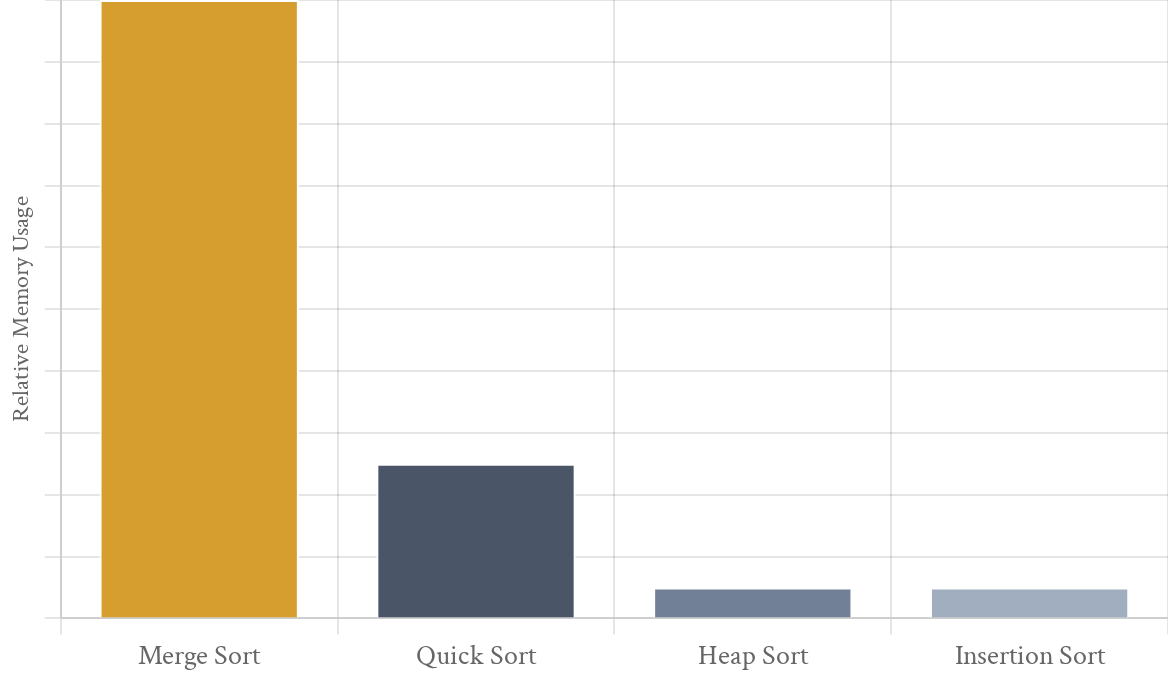 Relative Memory Usage
Merge Sort
Quick Sort
Heap Sort
Insertion Sort